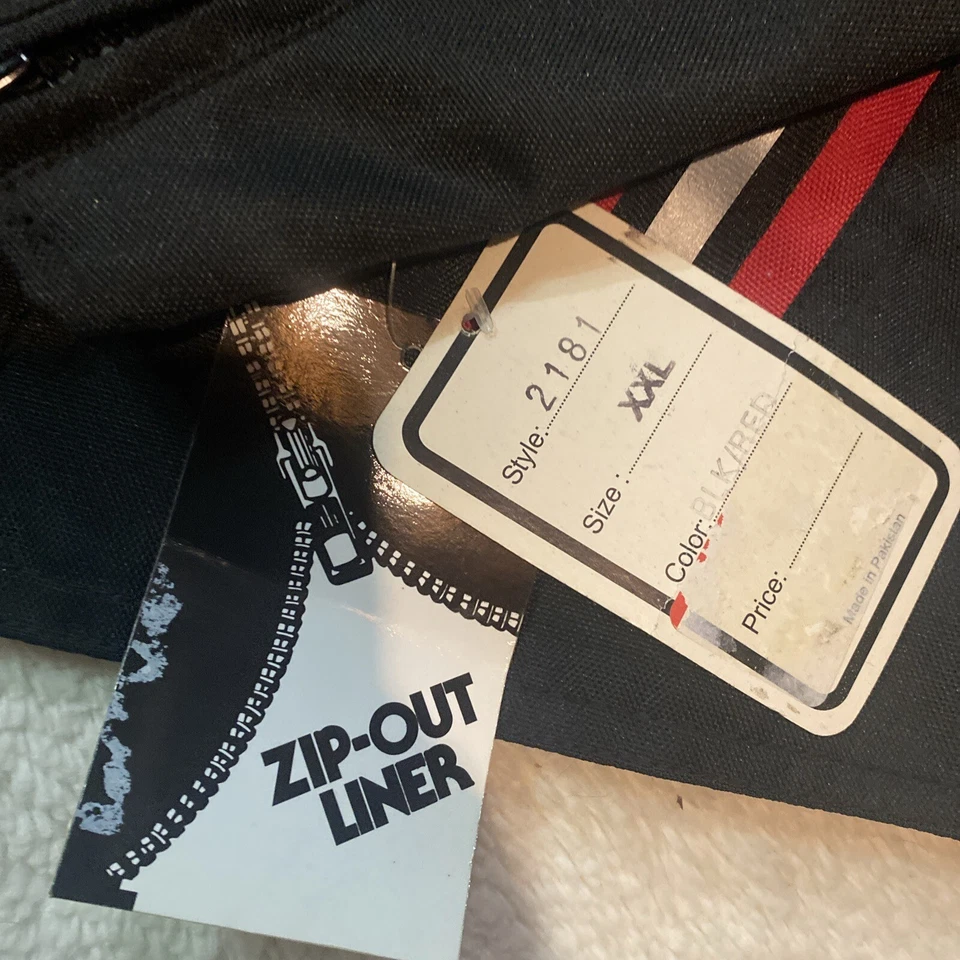 Style: 2181
Size: XXL
Color: BLK/RED
Price:
Made in Pakistan
ZIP-OUT
LINER